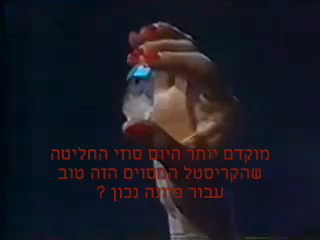 מוקדם יותר היום סוזי החליטה
שהקריסטל המסוים הזה טוב
עבור פיונה נכון ?